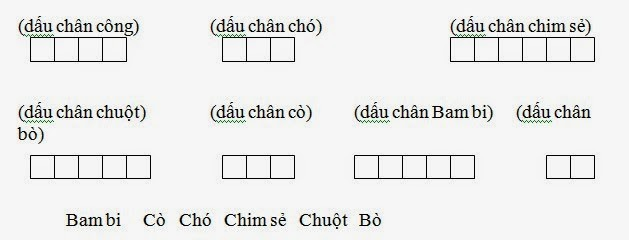 (dấu chân công) (dấu chân chó) (dấu chân chim sẻ)
(dấu chân chuột) (dấu chân cò) (dấu chân Bam bi) (dấu chân
bò)
Bam bi Cò Chó Chim sẻ Chuột Bò